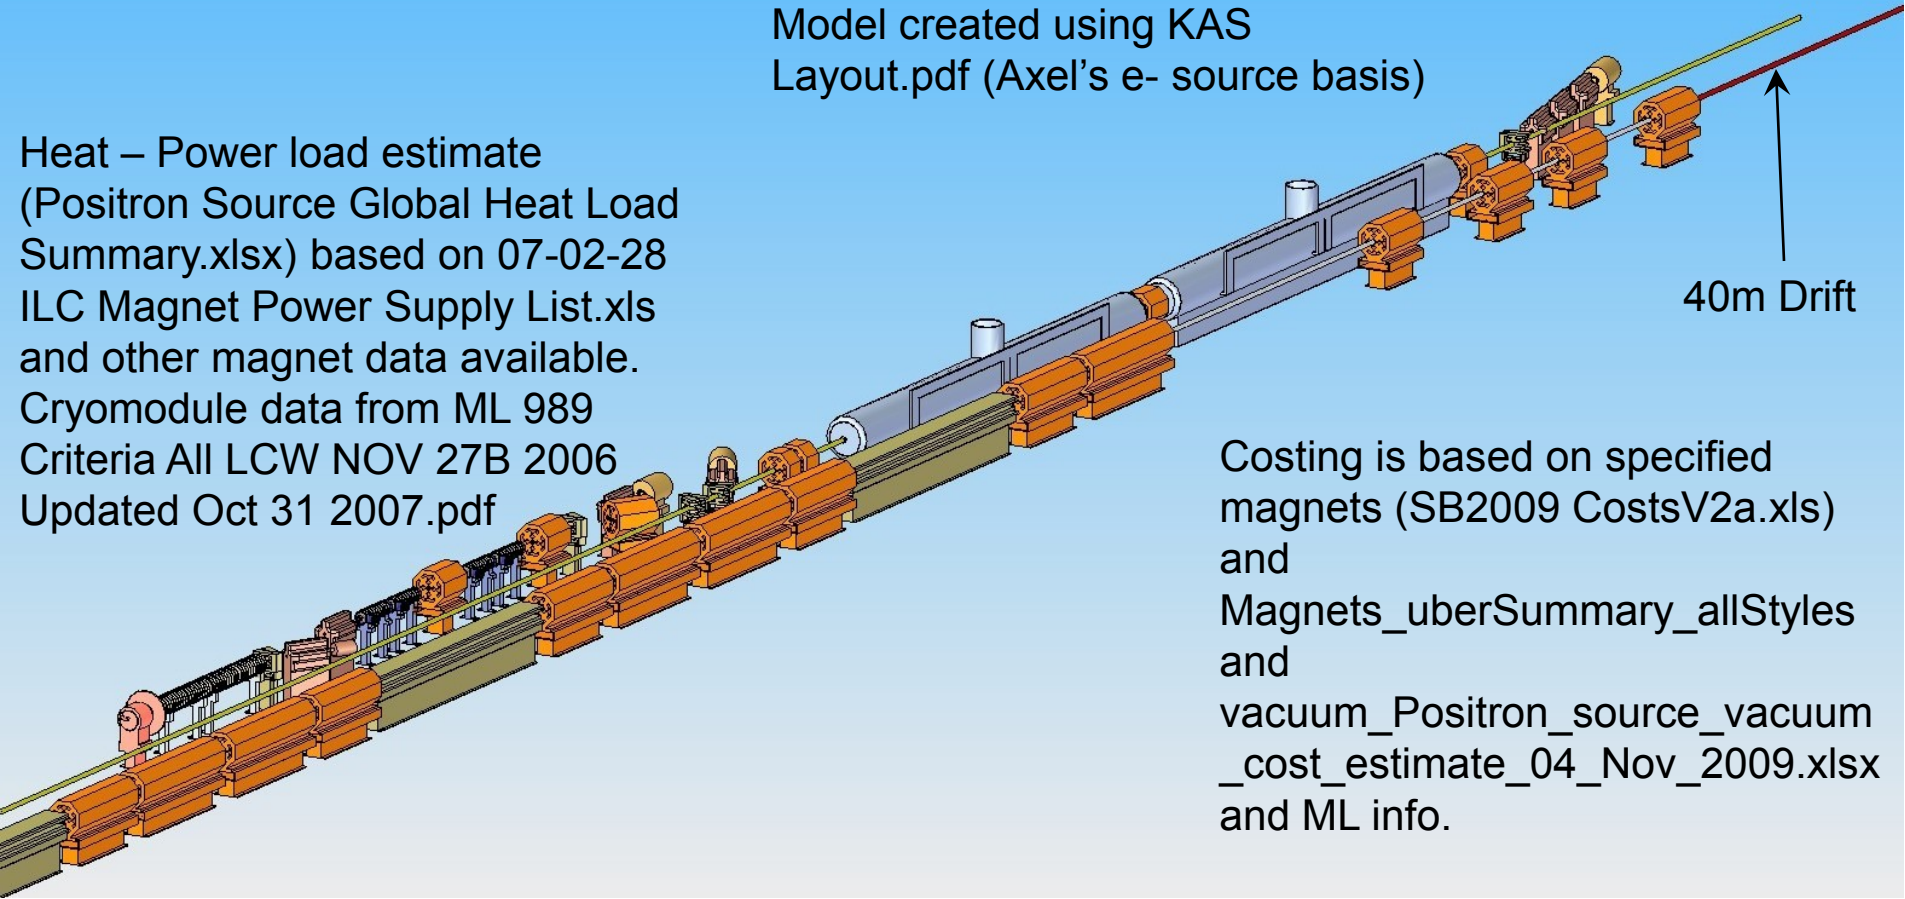 Model created using KAS
Layout.pdf (Axel’s e- source basis)
Heat – Power load estimate
(Positron Source Global Heat Load
Summary.xlsx) based on 07-02-28
ILC Magnet Power Supply List.xls
and other magnet data available.
Cryomodule data from ML 989
Criteria All LCW NOV 27B 2006
Updated Oct 31 2007.pdf
40m Drift
Costing is based on specified
magnets (SB2009 CostsV2a.xls)
and
Magnets_uberSummary_allStyles
and
vacuum_Positron_source_vacuum
_cost_estimate_04_Nov_2009.xlsx
and ML info.